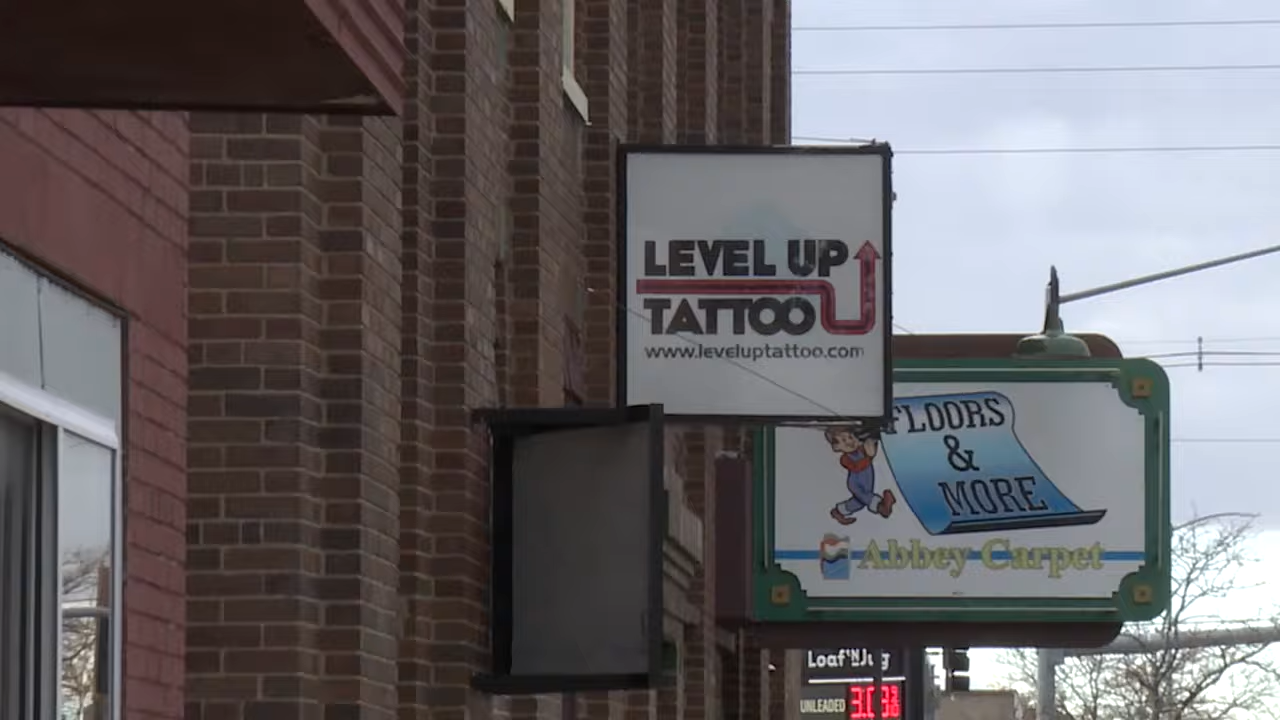 LEVEL UP
TATTOO
www.leveluptattoo.com
FLOORS
&
MORE
Abbey Carpet
Loaf 'N Jug
UNLEADED